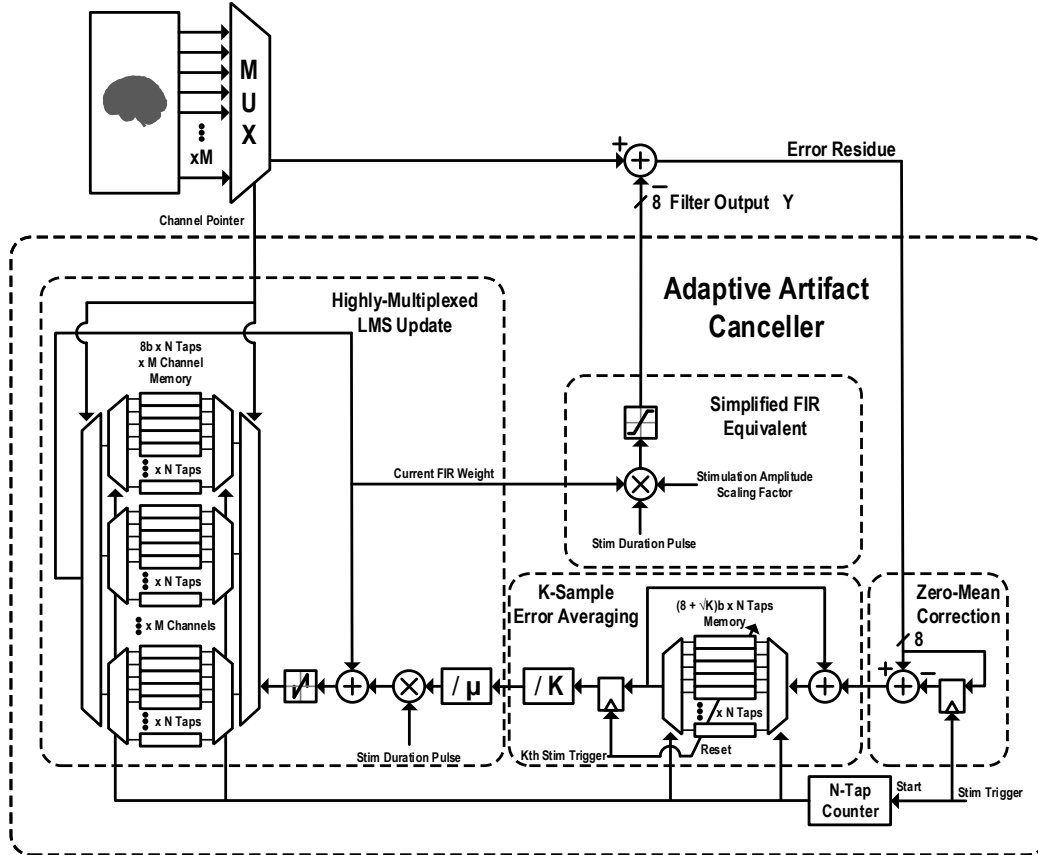 M
U
X
xM
Channel Pointer
+
Error Residue
8 Filter Output Y
Adaptive Artifact
Canceller
Highly-Multiplexed
LMS Update
8b x N Taps
x M Channel
Memory
x N Taps
x N Taps
x M Channels
x N Taps
Simplified FIR
Equivalent
Current FIR Weight
Stimulation Amplitude
Scaling Factor
Stim Duration Pulse
K-Sample
Error Averaging
(8 + √K)b x N Taps
Memory
x N Taps
Reset
Kth Stim Trigger
/ K
/ μ
Stim Duration Pulse
Zero-Mean
Correction
8
+
−
N-Tap
Counter
Start
Stim Trigger